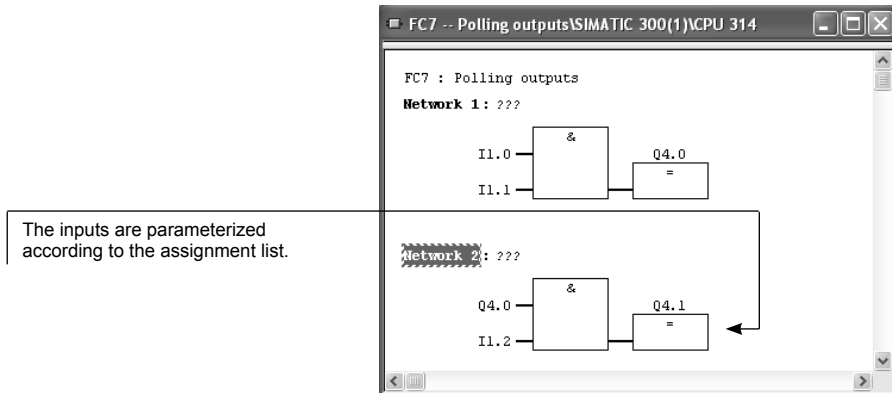 FC7 -- Polling outputs\SIMATIC 300(1)\CPU 314
FC7 : Polling outputs
Network 1: ???
&
I1.0
Q4.0
=
I1.1
The inputs are parameterized
according to the assignment list.
Network 2: ???
&
Q4.0
Q4.1
=
I1.2